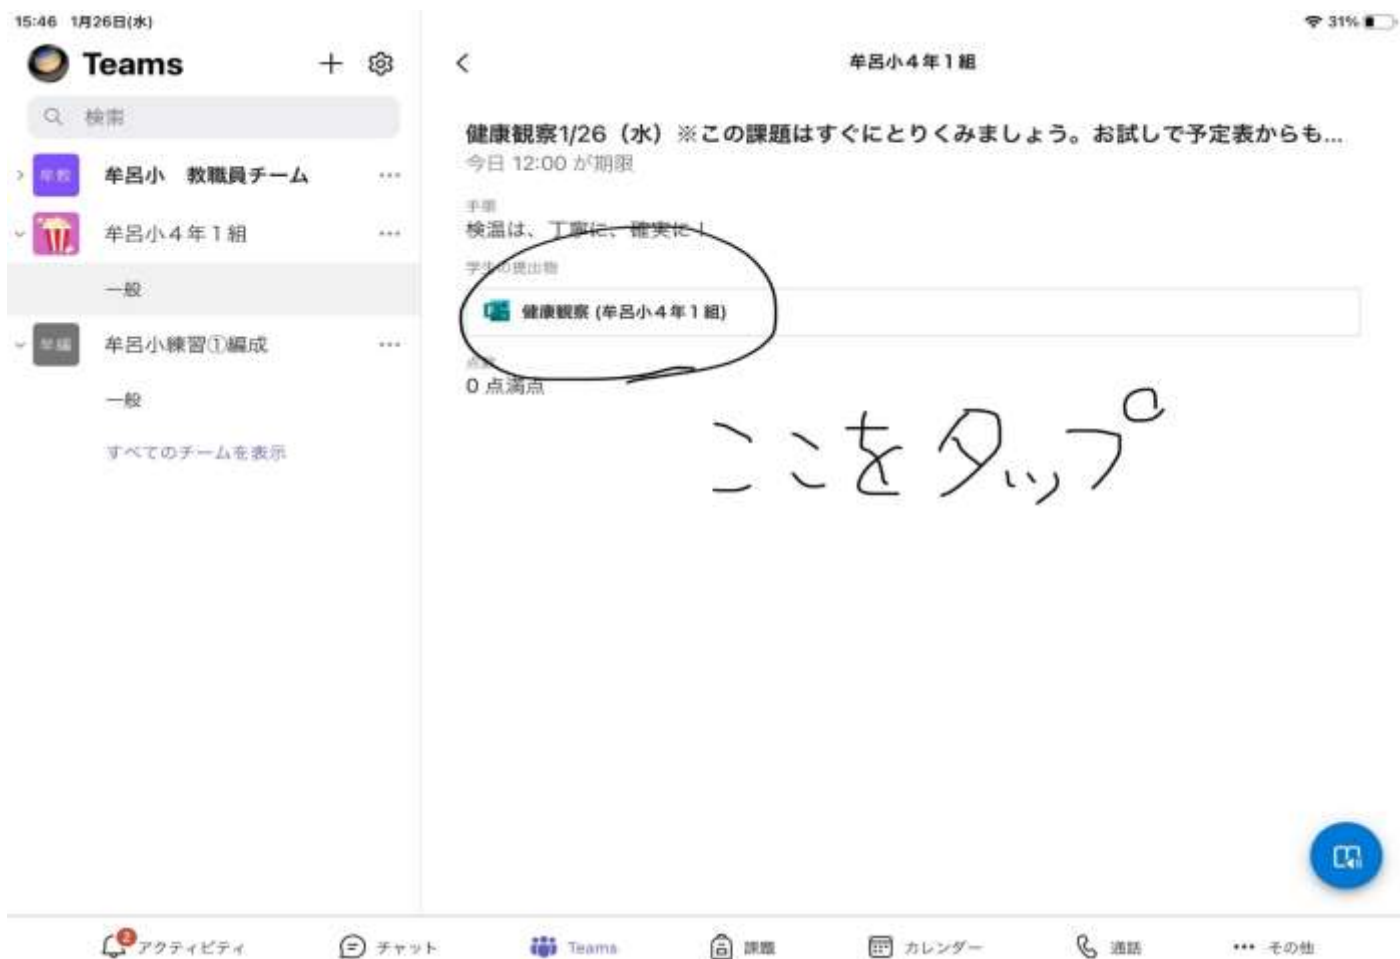 15:46 1月26日(水)
31%
Teams
検索
牟教
牟呂小 教職員チーム
牟呂小４年１組
一般
牟編
牟呂小練習①編成
一般
すべてのチームを表示
牟呂小４年１組
健康観察1/26（水）※この課題はすぐにとりくみましょう。お試しで予定表からも...
今日 12:00 が期限
手順
検温は、丁寧に、確実に！
学生の提出物
健康観察 (牟呂小４年１組)
点数
0 点満点
ここをタップ
2
アクティビティ
チャット
Teams
課題
カレンダー
通話
その他